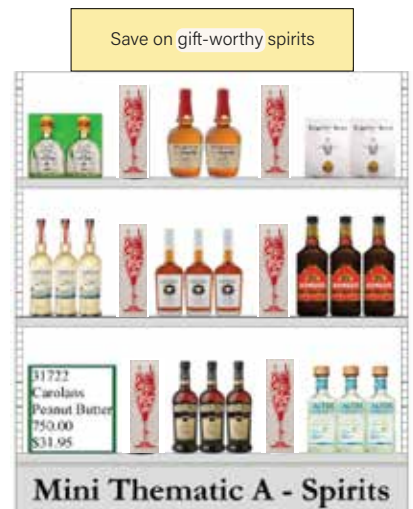 Save on gift-worthy spirits
31722
Carolans
Peanut Butter
750.00
$31.95
Mini Thematic A - Spirits